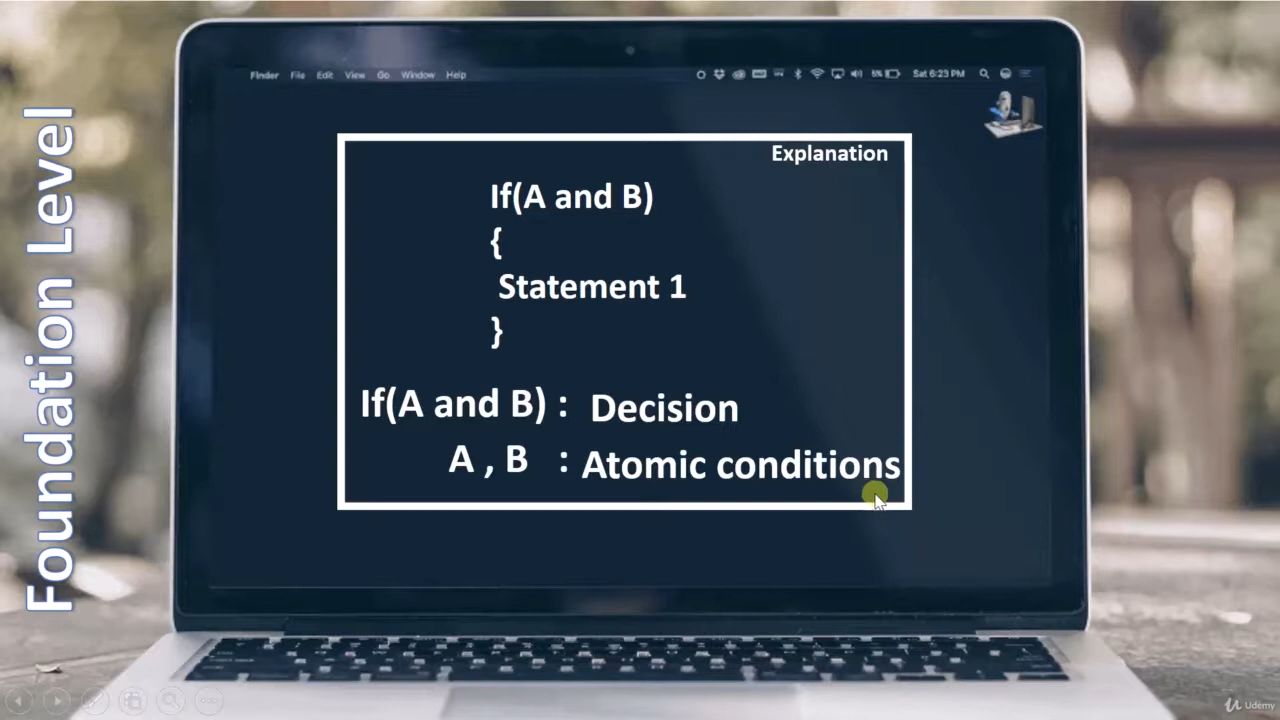 Foundation Level
Finder File Edit View Go Window Help
5% Sat 6:23 PM
Explanation
If(A and B)
{
Statement 1
}
If(A and B) : Decision
A , B : Atomic conditions
Udemy